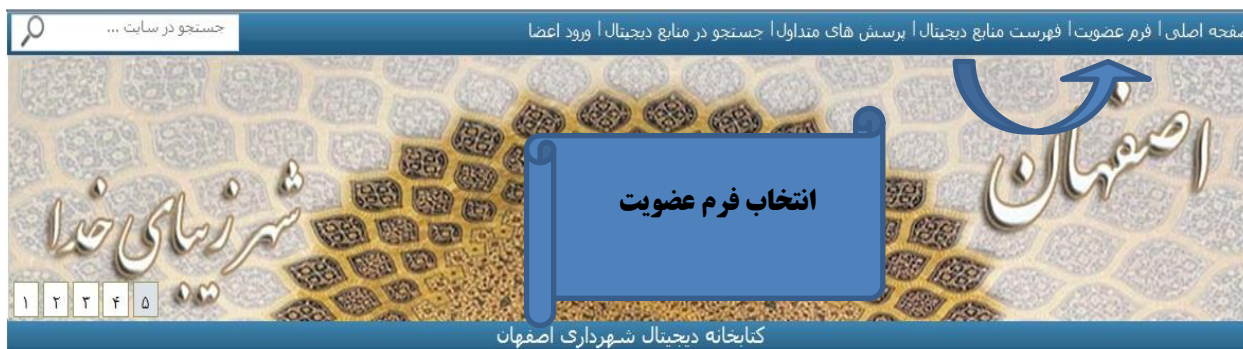 صفحه اصلی| فرم عضویت| فهرست منابع دیجیتال| پرسش های متداول| جستجو در منابع دیجیتال| ورود اعضا
جستجو در سایت ...
اصفهان
شهر زیبای خدا
انتخاب فرم عضویت
۱ ۲ ۳ ۴ ۵
کتابخانه دیجیتال شهرداری اصفهان